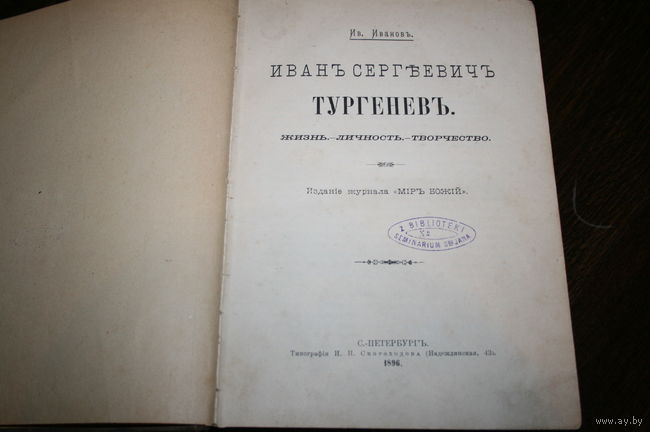 Ив. Ивановъ.
ИВАНЪ СЕРГѢЕВИЧЪ
ТУРГЕНЕВЪ.
ЖИЗНЬ.—ЛИЧНОСТЬ.—ТВОРЧЕСТВО.
Изданіе журнала «МІРЪ БОЖІЙ».
Z BIBLIOTEKI
SEMINARIUM
С.-ПЕТЕРБУРГЪ.
Типографія И. Н. Скороходова (Надеждинская, 43).
1896.
www.ay.by